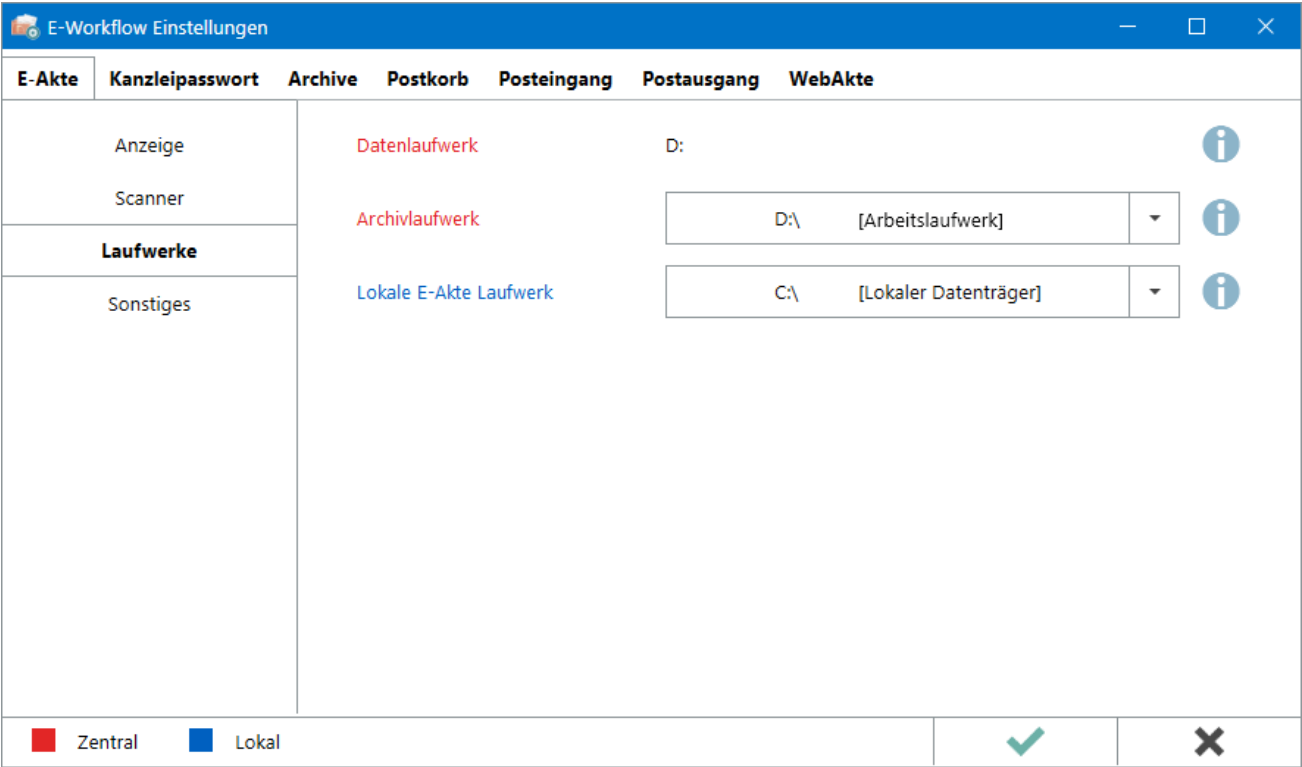 E-Workflow Einstellungen
E-Akte Kanzleipasswort Archive Postkorb Posteingang Postausgang WebAkte
Anzeige
Scanner
Laufwerke
Sonstiges
Datenlaufwerk D:
Archivlaufwerk D:\ [Arbeitslaufwerk]
Lokale E-Akte Laufwerk C:\ [Lokaler Datenträger]
Zentral Lokal